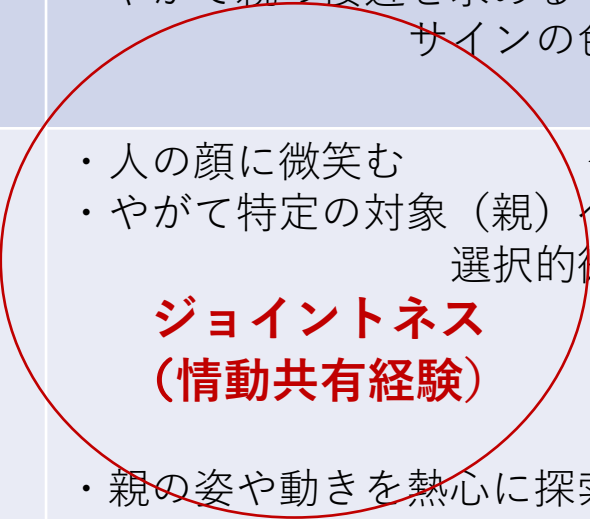 サインの
・人の顔に微笑む
・やがて特定の対象（親）
選択的
ジョイントネス
（情動共有経験）
・親の姿や動きを熱心に探